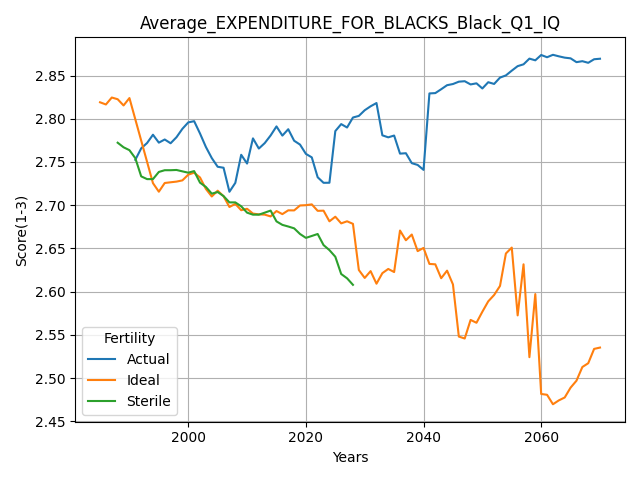 Average_EXPENDITURE_FOR_BLACKS_Black_Q1_IQ
Score(1-3)
2.85
2.80
2.75
2.70
2.65
2.60
2.55
2.50
2.45
Fertility
Actual
Ideal
Sterile
2000
2020
2040
2060
Years